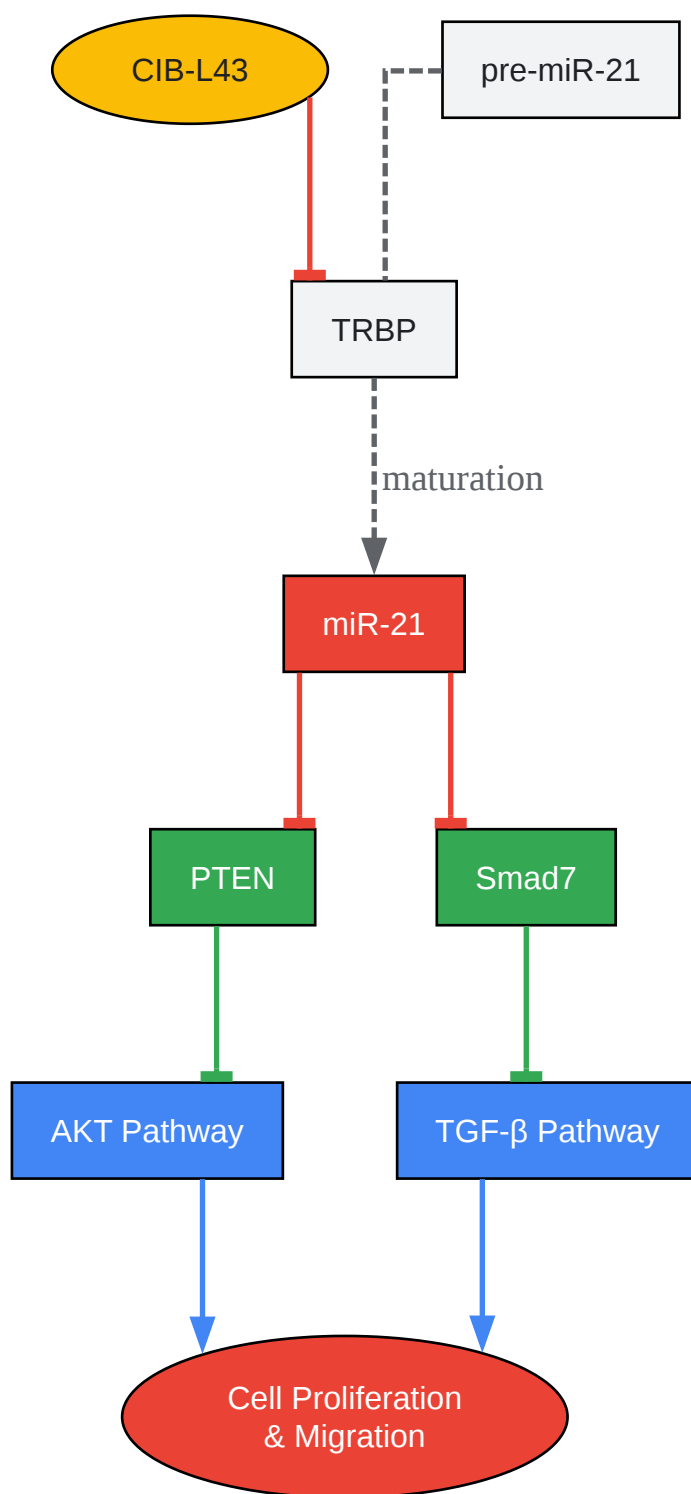 CIB-L43
pre-miR-21
TRBP
maturation
miR-21
PTEN
Smad7
AKT Pathway
TGF-β Pathway
Cell Proliferation
& Migration